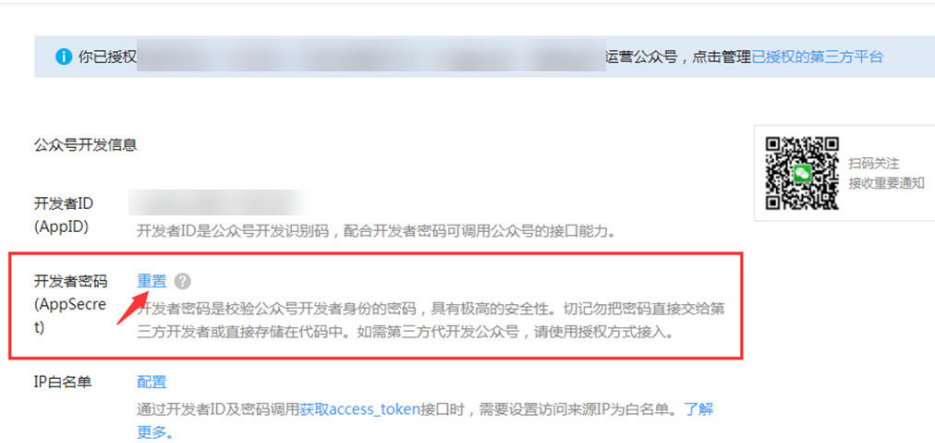 你已授权
运营公众号，点击管理已授权的第三方平台
公众号开发信息
扫码关注
接收重要通知
开发者ID
(AppID)
开发者ID是公众号开发识别码，配合开发者密码可调用公众号的接口能力。
开发者密码
(AppSecre
t)
重置 ?
开发者密码是校验公众号开发者身份的密码，具有极高的安全性。切记勿把密码直接交给第
三方开发者或直接存储在代码中。如需第三方代开发公众号，请使用授权方式接入。
IP白名单
配置
通过开发者ID及密码调用获取access_token接口时，需要设置访问来源IP为白名单。了解
更多。